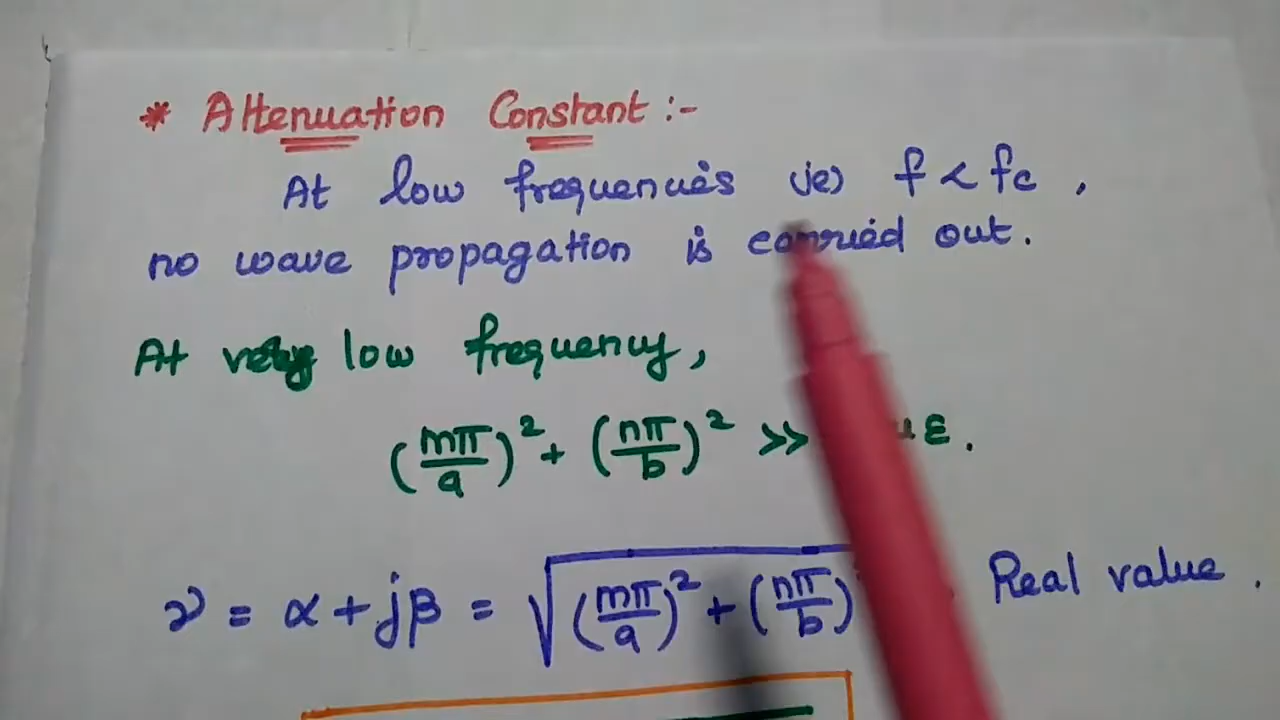 * Attenuation Constant :-
At low frequencies (ie) f < fc ,
no wave propagation is carried out.
At very low frequency,
(mπ/a)² + (nπ/b)² >> με.
γ = α + jβ = √(mπ/a)² + (nπ/b) Real value .